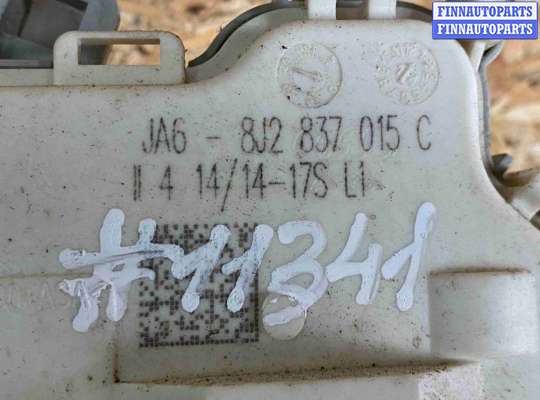 FINNAUTOPARTS
FINNAUTOPARTS
JA6 - 8J2 837 015 C
II 4 14/14-17S L1
#11341